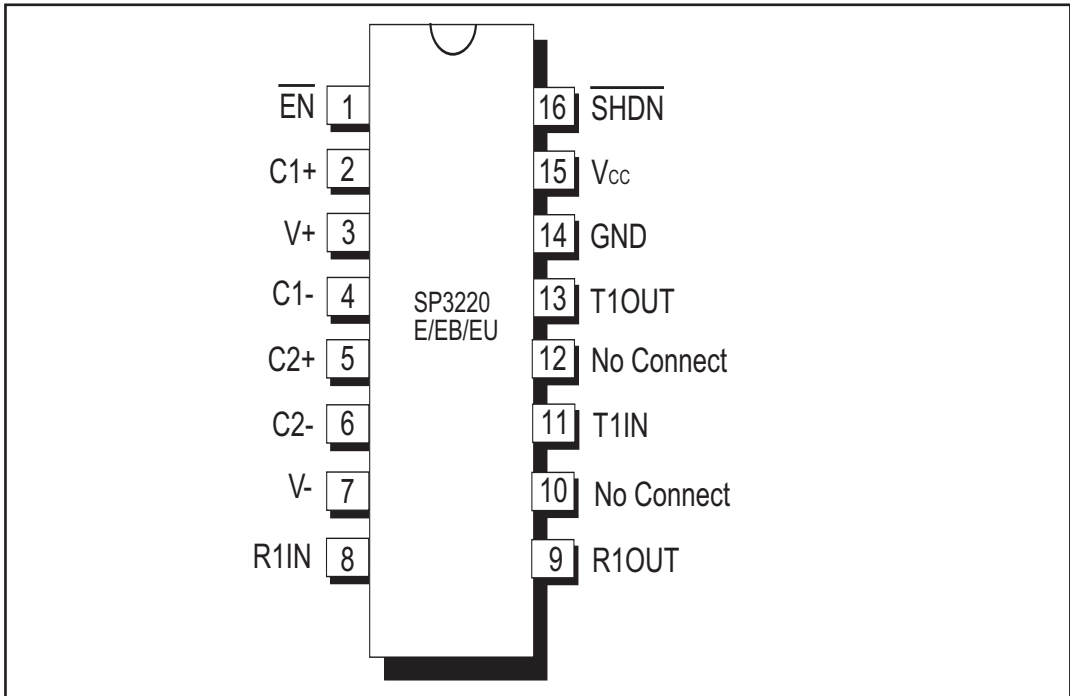 EN 1
C1+ 2
V+ 3
C1- 4
C2+ 5
C2- 6
V- 7
R1IN 8
SP3220
E/EB/EU
16 SHDN
15 Vcc
14 GND
13 T1OUT
12 No Connect
11 T1IN
10 No Connect
9 R1OUT